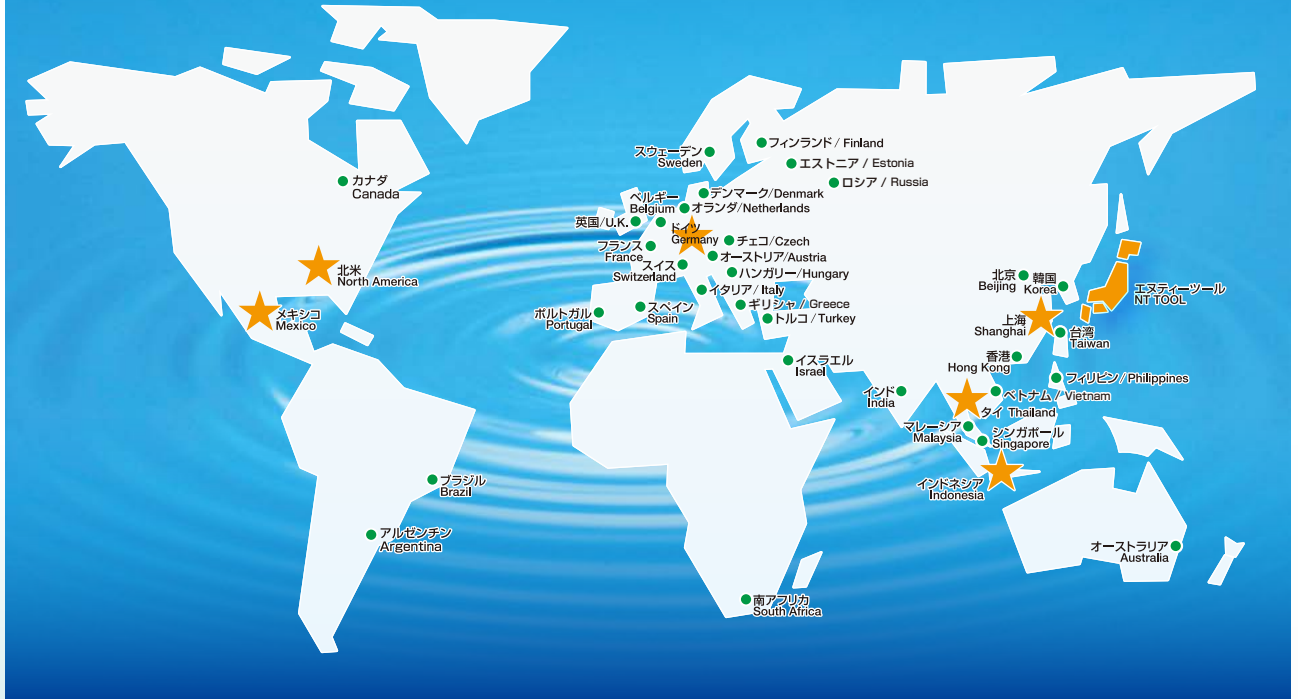 フィンランド / Finland
スウェーデン
Sweden
エストニア / Estonia
ロシア / Russia
カナダ
Canada
デンマーク/Denmark
ベルギー
Belgium
オランダ/Netherlands
英国/U.K.
ドイツ
Germany
チェコ/Czech
フランス
France
オーストリア/Austria
スイス
Switzerland
ハンガリー/Hungary
北米
North America
イタリア/ Italy
ギリシャ / Greece
スペイン
Spain
ポルトガル
Portugal
トルコ/Turkey
メキシコ
Mexico
北京
Beijing
韓国
Korea
エヌティーツール
NT TOOL
上海
Shanghai
台湾
Taiwan
香港
Hong Kong
イスラエル
Israel
フィリピン/Philippines
インド
India
ベトナム / Vietnam
タイ Thailand
マレーシア
Malaysia
シンガポール
Singapore
インドネシア
Indonesia
ブラジル
Brazil
アルゼンチン
Argentina
オーストラリア
Australia
南アフリカ
South Africa